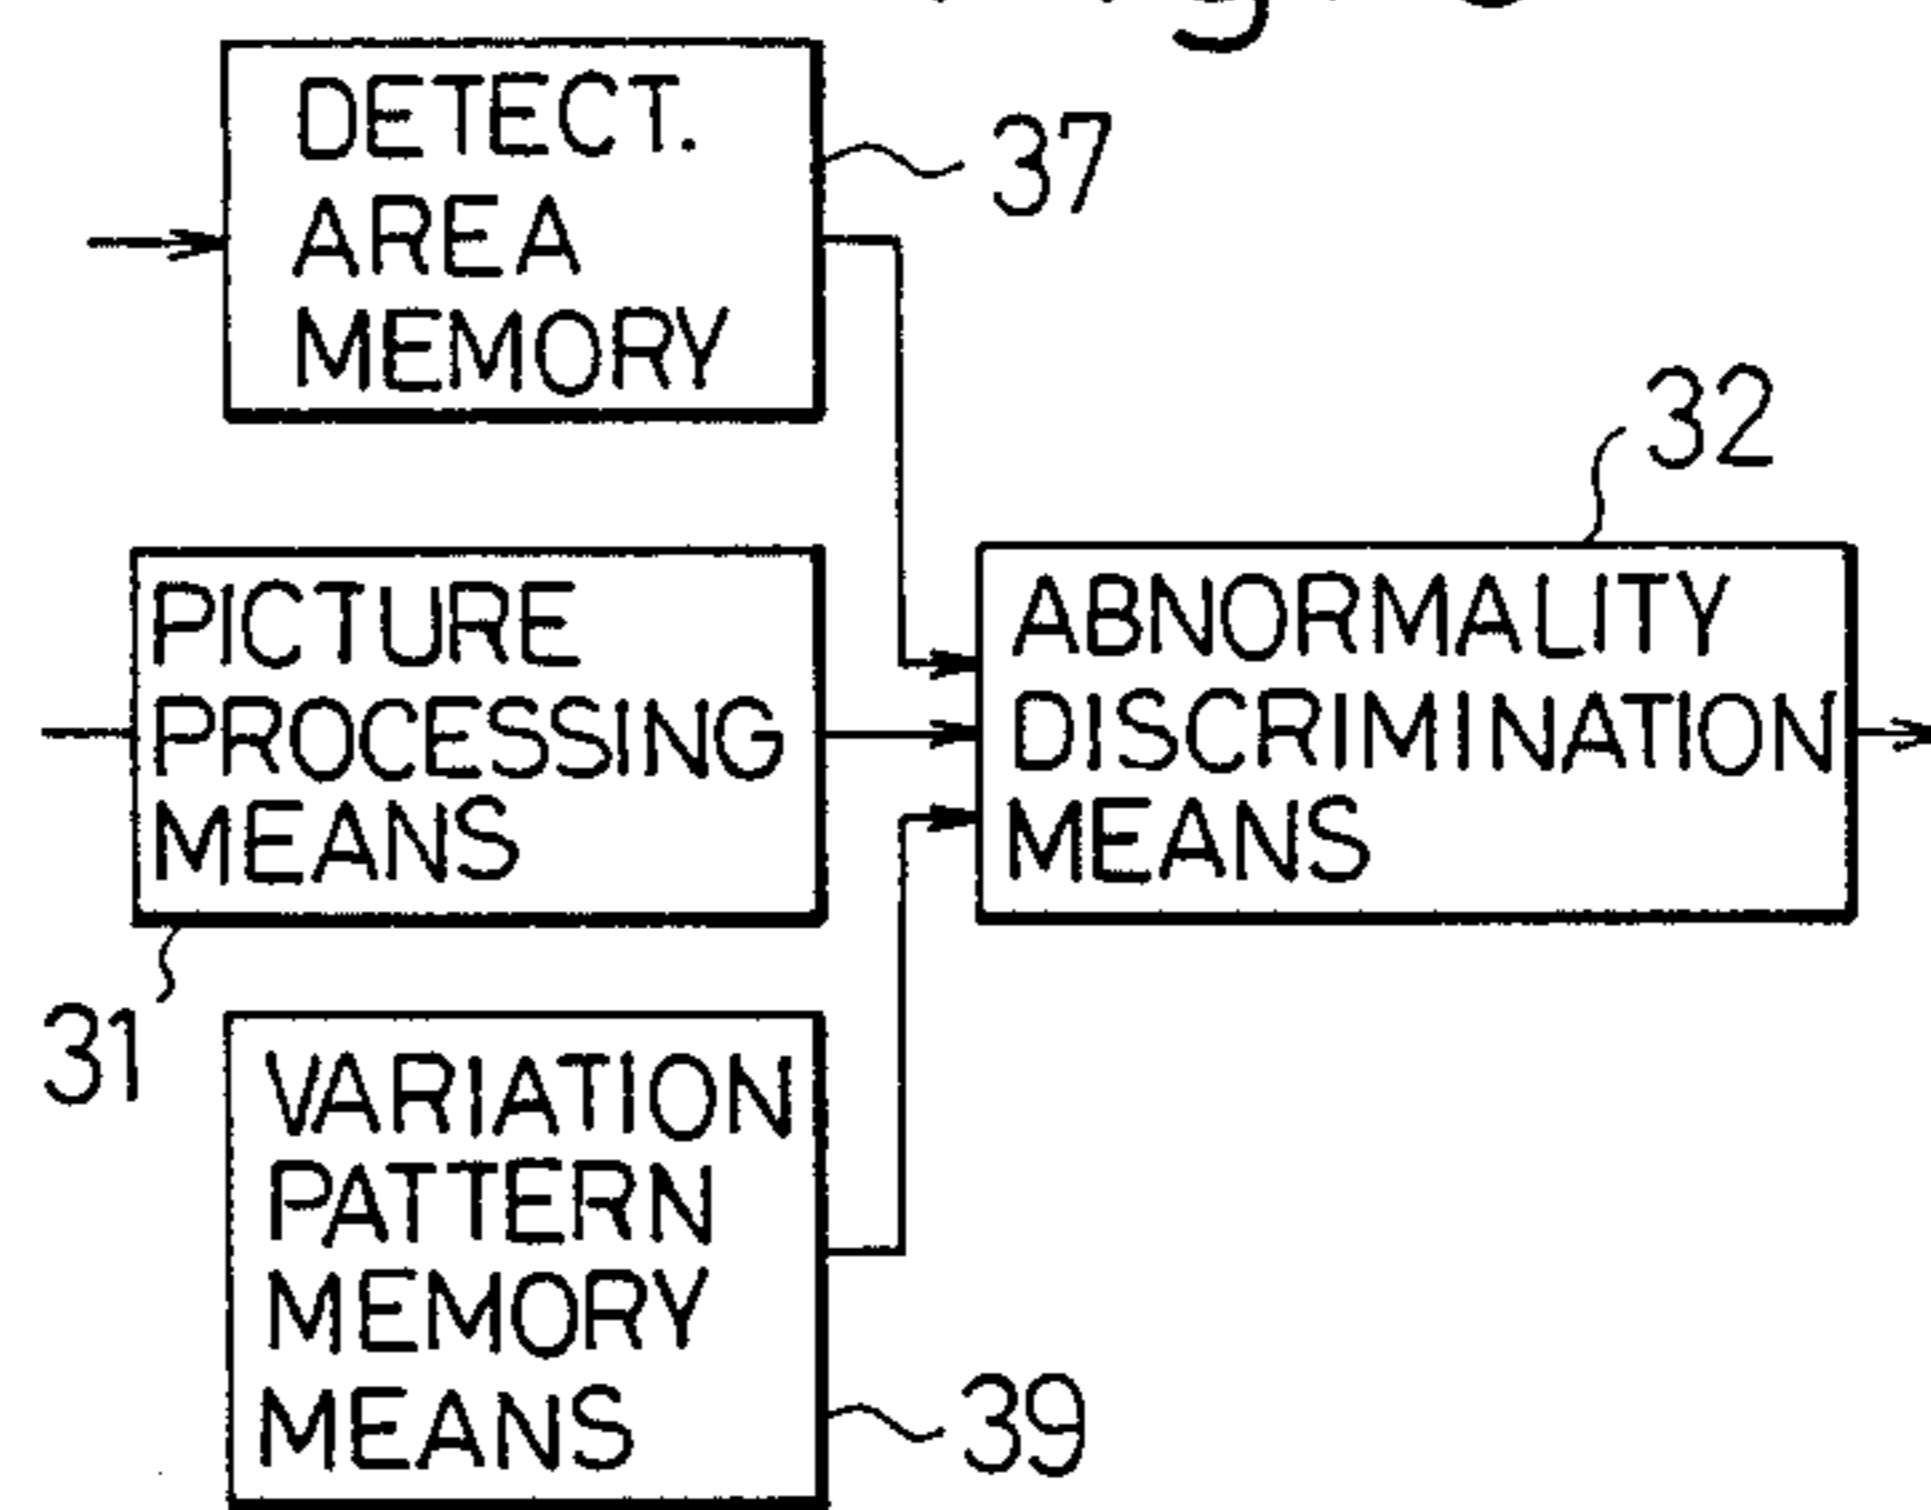 DETECT.
AREA
MEMORY
37
32
PICTURE
PROCESSING
MEANS
31
ABNORMALITY
DISCRIMINATION
MEANS
VARIATION
PATTERN
MEMORY
MEANS
39